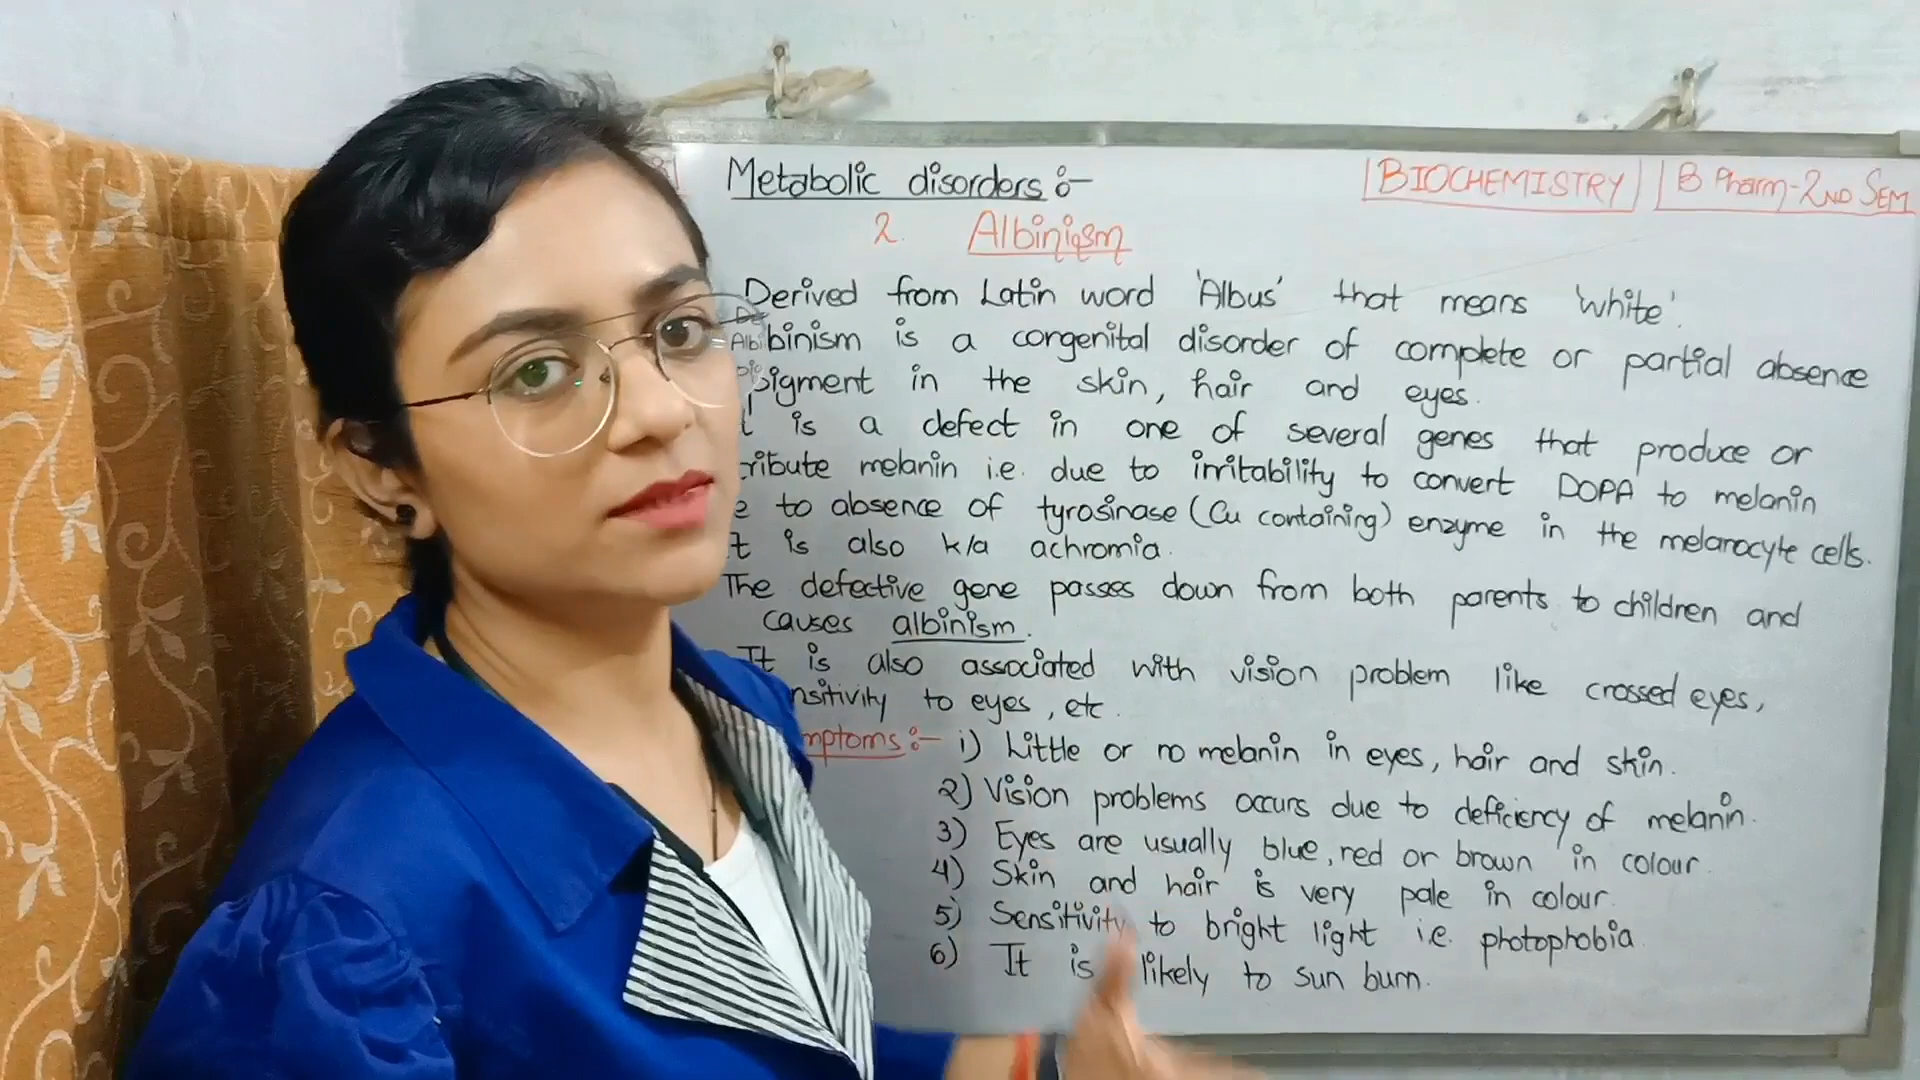 Metabolic disorders :-
BIOCHEMISTRY
B Pharm-2ND SEM
2. Albinism
Derived from Latin word 'Albus' that means 'white'.
binism is a congenital disorder of complete or partial absence
pigment in the skin, hair and eyes.
t is a defect in one of several genes that produce or
tribute melanin i.e. due to irritability to convert DOPA to melanin
e to absence of tyrosinase (Cu containing) enzyme in the melanocyte cells.
It is also k/a achromia.
The defective gene passes down from both parents to children and
causes albinism.
It is also associated with vision problem like crossed eyes,
nsitivity to eyes, etc.
mptoms :- i) Little or no melanin in eyes, hair and skin.
2) Vision problems occurs due to deficiency of melanin.
3) Eyes are usually blue, red or brown in colour.
4) Skin and hair is very pale in colour.
5) Sensitivity to bright light i.e. photophobia
6) It is likely to sun burn.